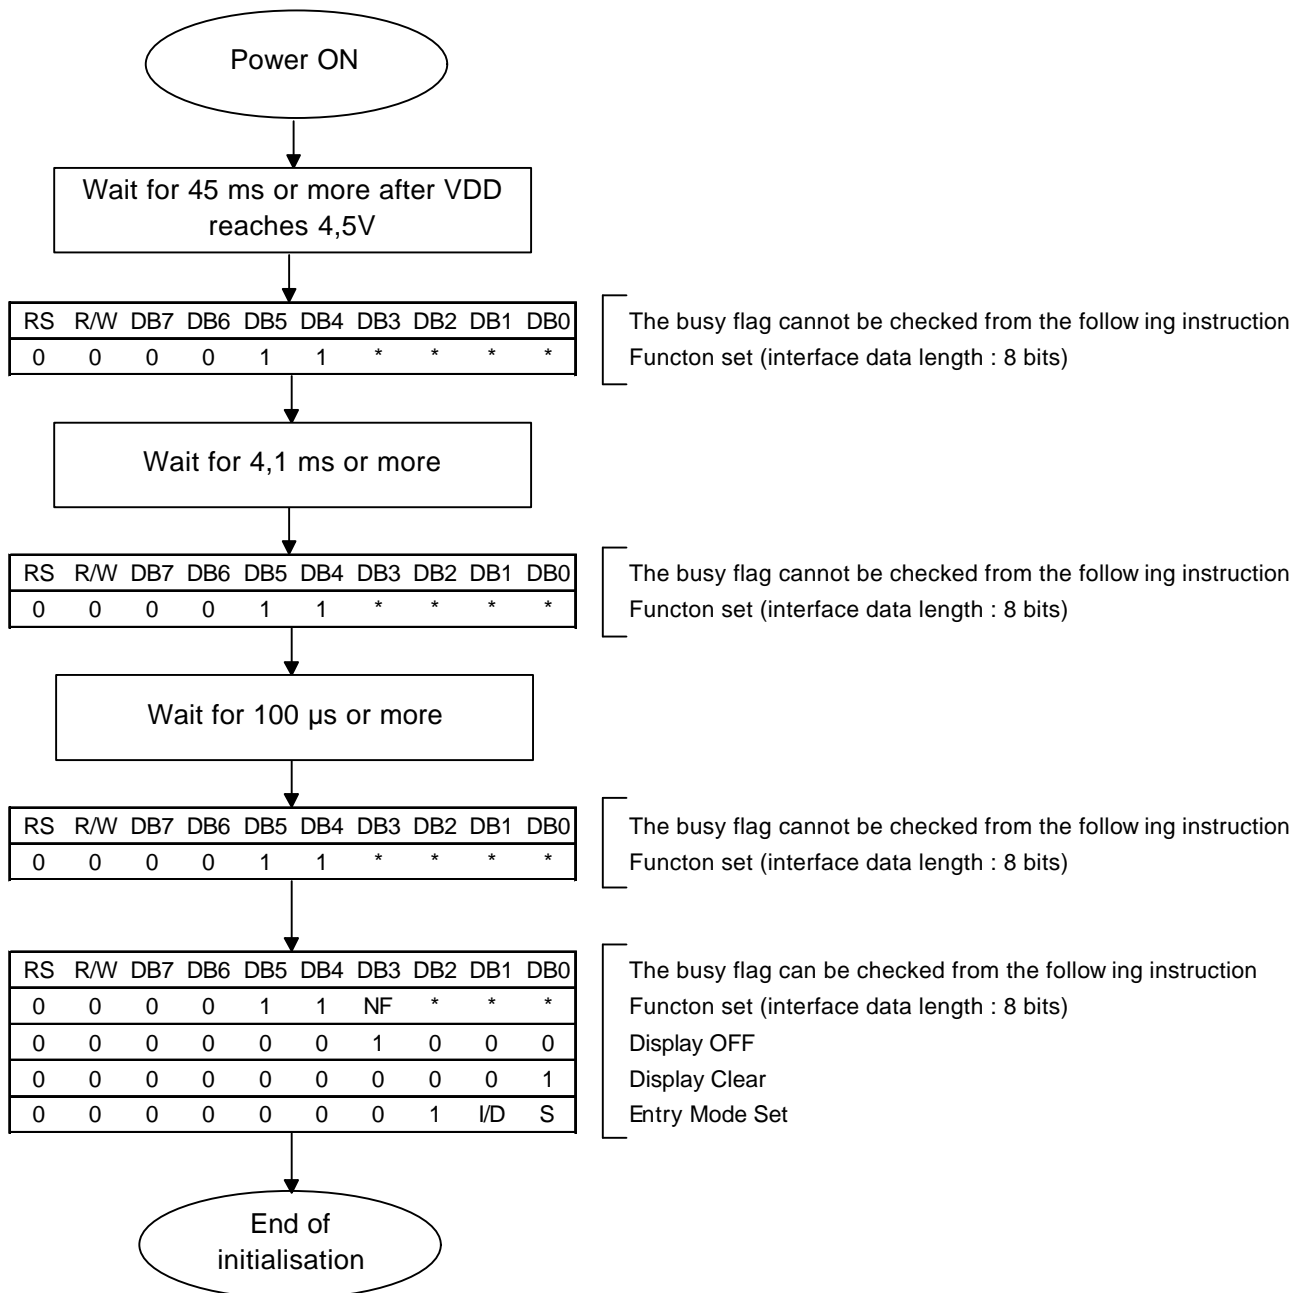 Power ON
Wait for 45 ms or more after VDD
reaches 4,5V
RS R/W DB7 DB6 DB5 DB4 DB3 DB2 DB1 DB0
0 0 0 0 1 1 * * * *
The busy flag cannot be checked from the follow ing instruction
Functon set (interface data length : 8 bits)
Wait for 4,1 ms or more
RS R/W DB7 DB6 DB5 DB4 DB3 DB2 DB1 DB0
0 0 0 0 1 1 * * * *
The busy flag cannot be checked from the follow ing instruction
Functon set (interface data length : 8 bits)
Wait for 100 µs or more
RS R/W DB7 DB6 DB5 DB4 DB3 DB2 DB1 DB0
0 0 0 0 1 1 * * * *
The busy flag cannot be checked from the follow ing instruction
Functon set (interface data length : 8 bits)
RS R/W DB7 DB6 DB5 DB4 DB3 DB2 DB1 DB0
The busy flag can be checked from the follow ing instruction
0 0 0 0 1 1 NF * * *
Functon set (interface data length : 8 bits)
0 0 0 0 0 0 1 0 0 0
Display OFF
0 0 0 0 0 0 0 0 0 1
Display Clear
0 0 0 0 0 0 0 1 I/D S
Entry Mode Set
End of
initialisation